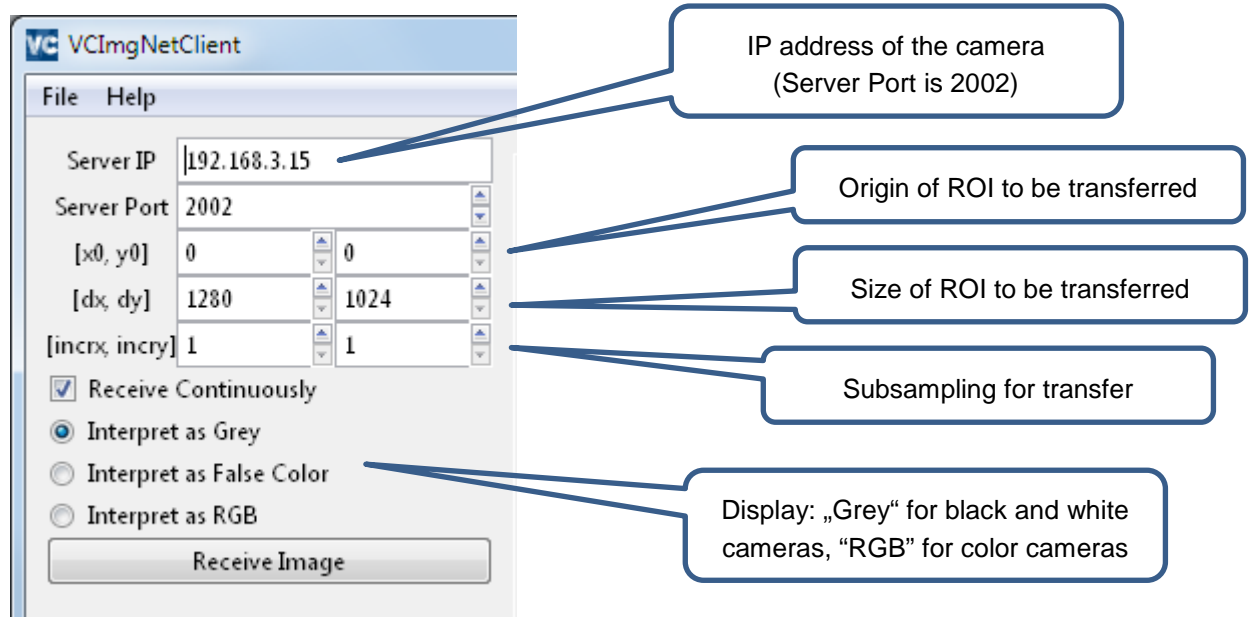 VC VCImgNetClient
File Help
IP address of the camera
(Server Port is 2002)
Server IP 192.168.3.15
Server Port 2002
Origin of ROI to be transferred
[x0, y0] 0 0
Size of ROI to be transferred
[dx, dy] 1280 1024
[incrx, incry] 1 1
Subsampling for transfer
Receive Continuously
Interpret as Grey
Interpret as False Color
Interpret as RGB
Display: „Grey“ for black and white
cameras, “RGB” for color cameras
Receive Image